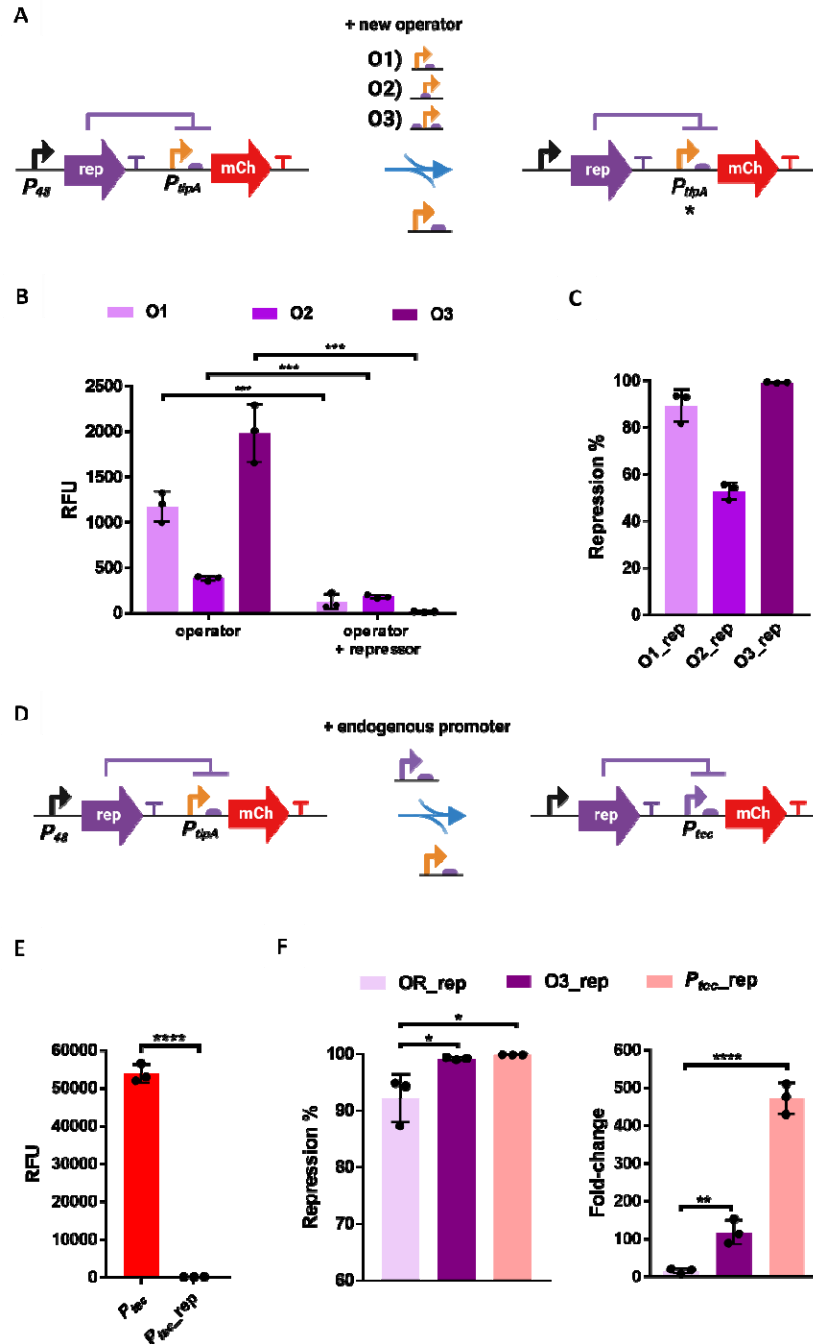 A
+ new operator
O1)
O2)
O3)
P48
rep
PtipA
mCh
rep
PtipA
*
mCh
B
O1
O2
O3
***
***
***
2500
2000
1500
1000
500
0
RFU
operator
operator
+ repressor
C
100
80
60
40
20
0
Repression %
O1_rep
O2_rep
O3_rep
D
+ endogenous promoter
P48
rep
PtipA
mCh
rep
Ptcc
mCh
E
****
60000
50000
40000
30000
20000
10000
0
RFU
Ptcc
Ptcc_rep
F
OR_rep
O3_rep
Ptcc_rep
*
*
100
90
80
70
60
Repression %
****
**
600
500
400
300
200
100
0
Fold-change